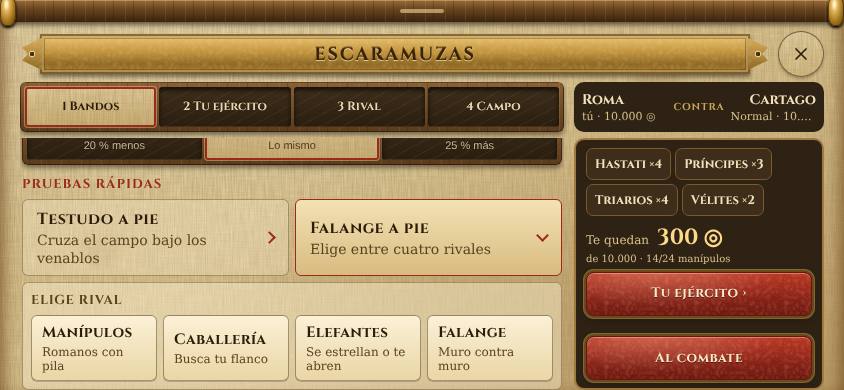 ESCARAMUZAS
×
1 BANDOS
2 TU EJÉRCITO
3 RIVAL
4 CAMPO
ROMA
CONTRA
CARTAGO
tú · 10.000 ◎
Normal · 10....
20 % menos
Lo mismo
25 % más
PRUEBAS RÁPIDAS
TESTUDO A PIE
Cruza el campo bajo los
venablos
FALANGE A PIE
Elige entre cuatro rivales
ELIGE RIVAL
MANÍPULOS
Romanos con
pila
CABALLERÍA
Busca tu flanco
ELEFANTES
Se estrellan o te
abren
FALANGE
Muro contra
muro
HASTATI ×4
PRÍNCIPES ×3
TRIARIOS ×4
VÉLITES ×2
Te quedan 300 ◎
de 10.000 · 14/24 manípulos
TU EJÉRCITO ›
AL COMBATE